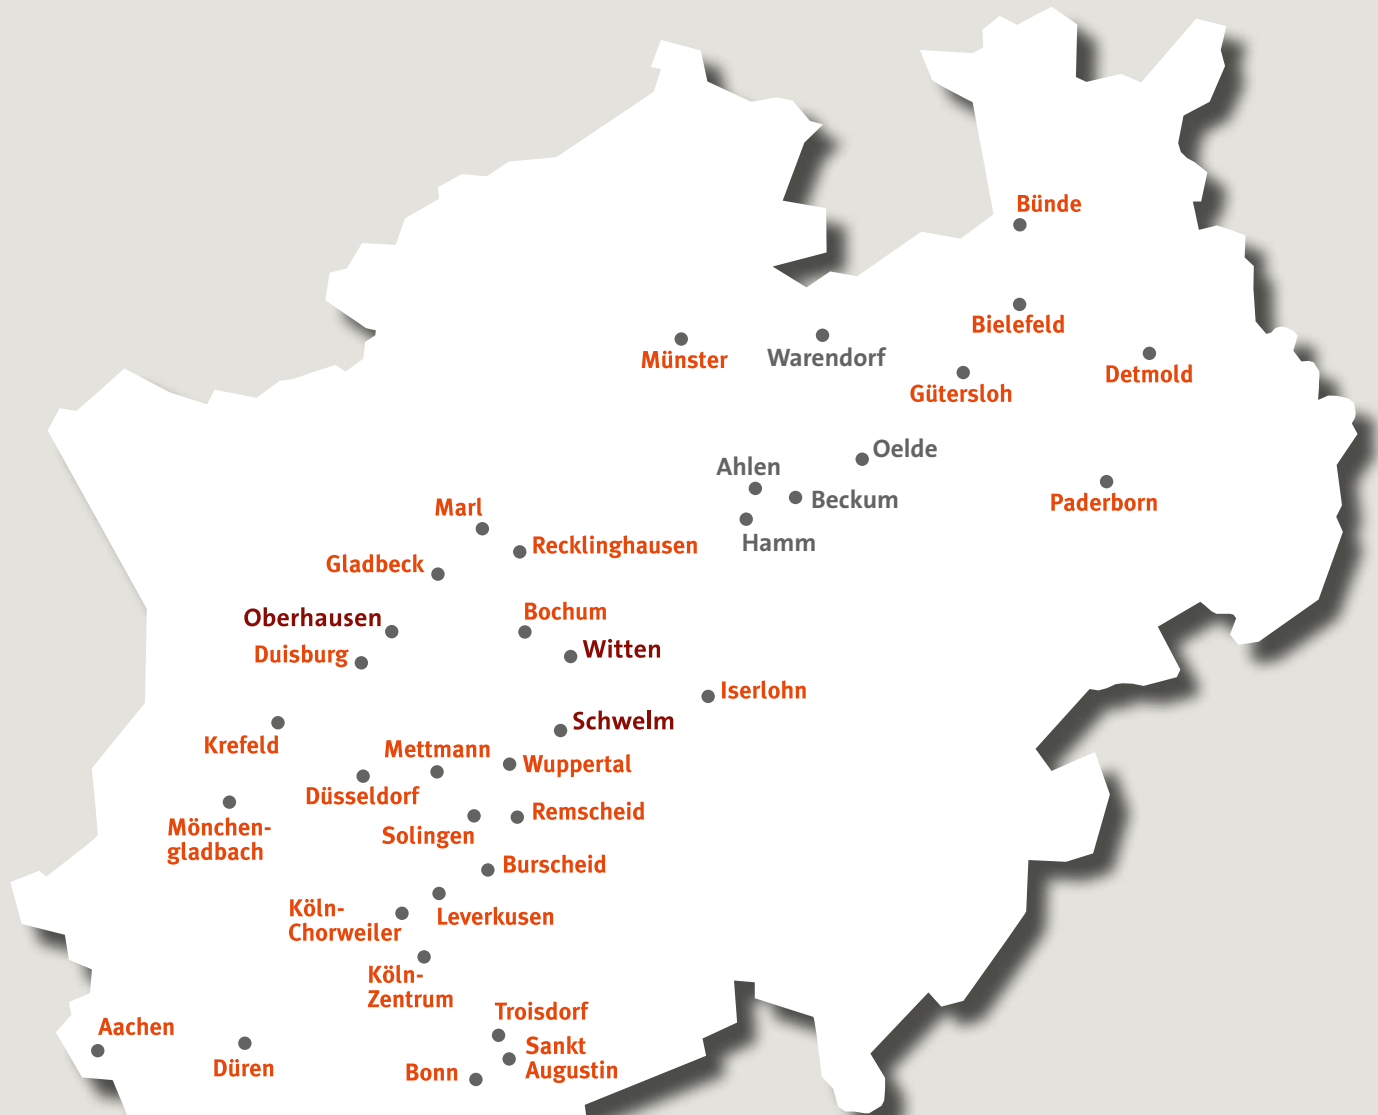 Bünde
Bielefeld
Münster
Warendorf
Detmold
Gütersloh
Oelde
Ahlen
Beckum
Paderborn
Marl
Hamm
Recklinghausen
Gladbeck
Oberhausen
Bochum
Duisburg
Witten
Iserlohn
Schwelm
Krefeld
Mettmann
Wuppertal
Düsseldorf
Remscheid
Mönchen-
gladbach
Solingen
Burscheid
Köln-
Chorweiler
Leverkusen
Köln-
Zentrum
Troisdorf
Aachen
Sankt
Augustin
Düren
Bonn